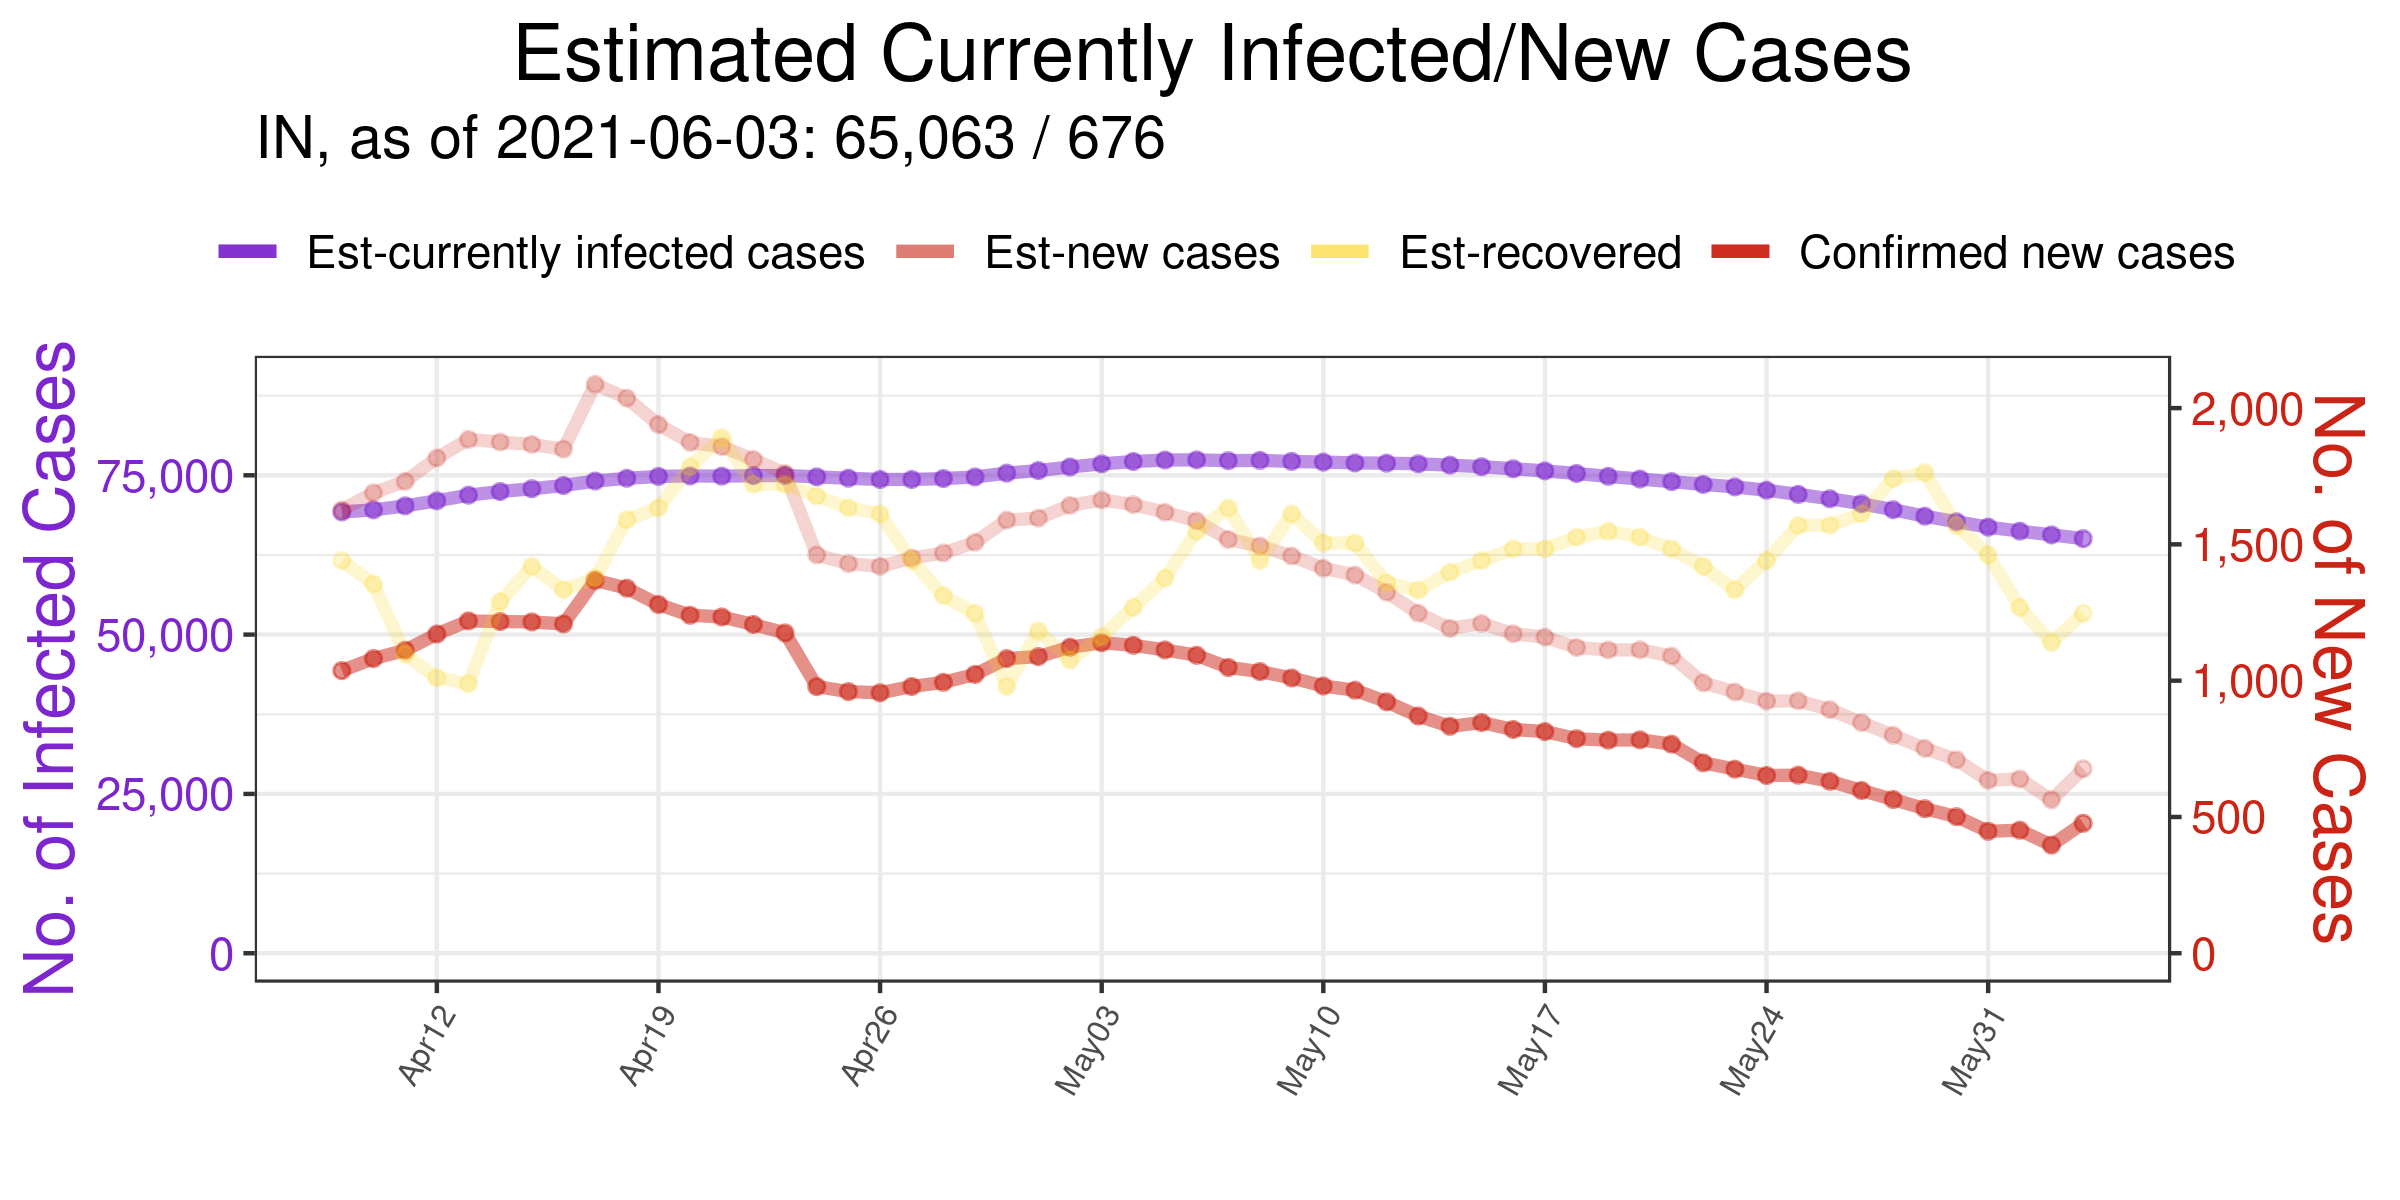 Estimated Currently Infected/New Cases
IN, as of 2021-06-03: 65,063 / 676
Est-currently infected cases Est-new cases Est-recovered Confirmed new cases
No. of Infected Cases
75,000
50,000
25,000
0
2,000
1,500
1,000
500
0
No. of New Cases
Apr12 Apr19 Apr26 May03 May10 May17 May24 May31